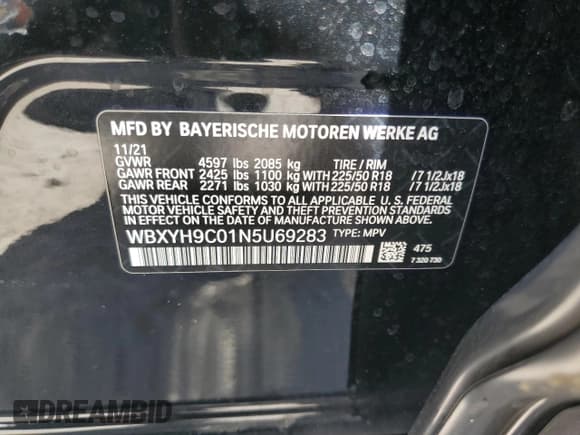 MFD BY BAYERISCHE MOTOREN WERKE AG
11/21
GVWR 4597 lbs 2085 kg TIRE / RIM
GAWR FRONT 2425 lbs 1100 kg WITH 225/50 R18 /7 1/2Jx18
GAWR REAR 2271 lbs 1030 kg WITH 225/50 R18 /7 1/2Jx18
THIS VEHICLE CONFORMS TO ALL APPLICABLE U. S. FEDERAL
MOTOR VEHICLE SAFETY, BUMPER, AND THEFT PREVENTION
STANDARDS IN EFFECT ON THE DATE OF MANUFACTURE SHOWN ABOVE.
WBXYH9C01N5U69283 TYPE: MPV
475
7 320 730
DREAMBID